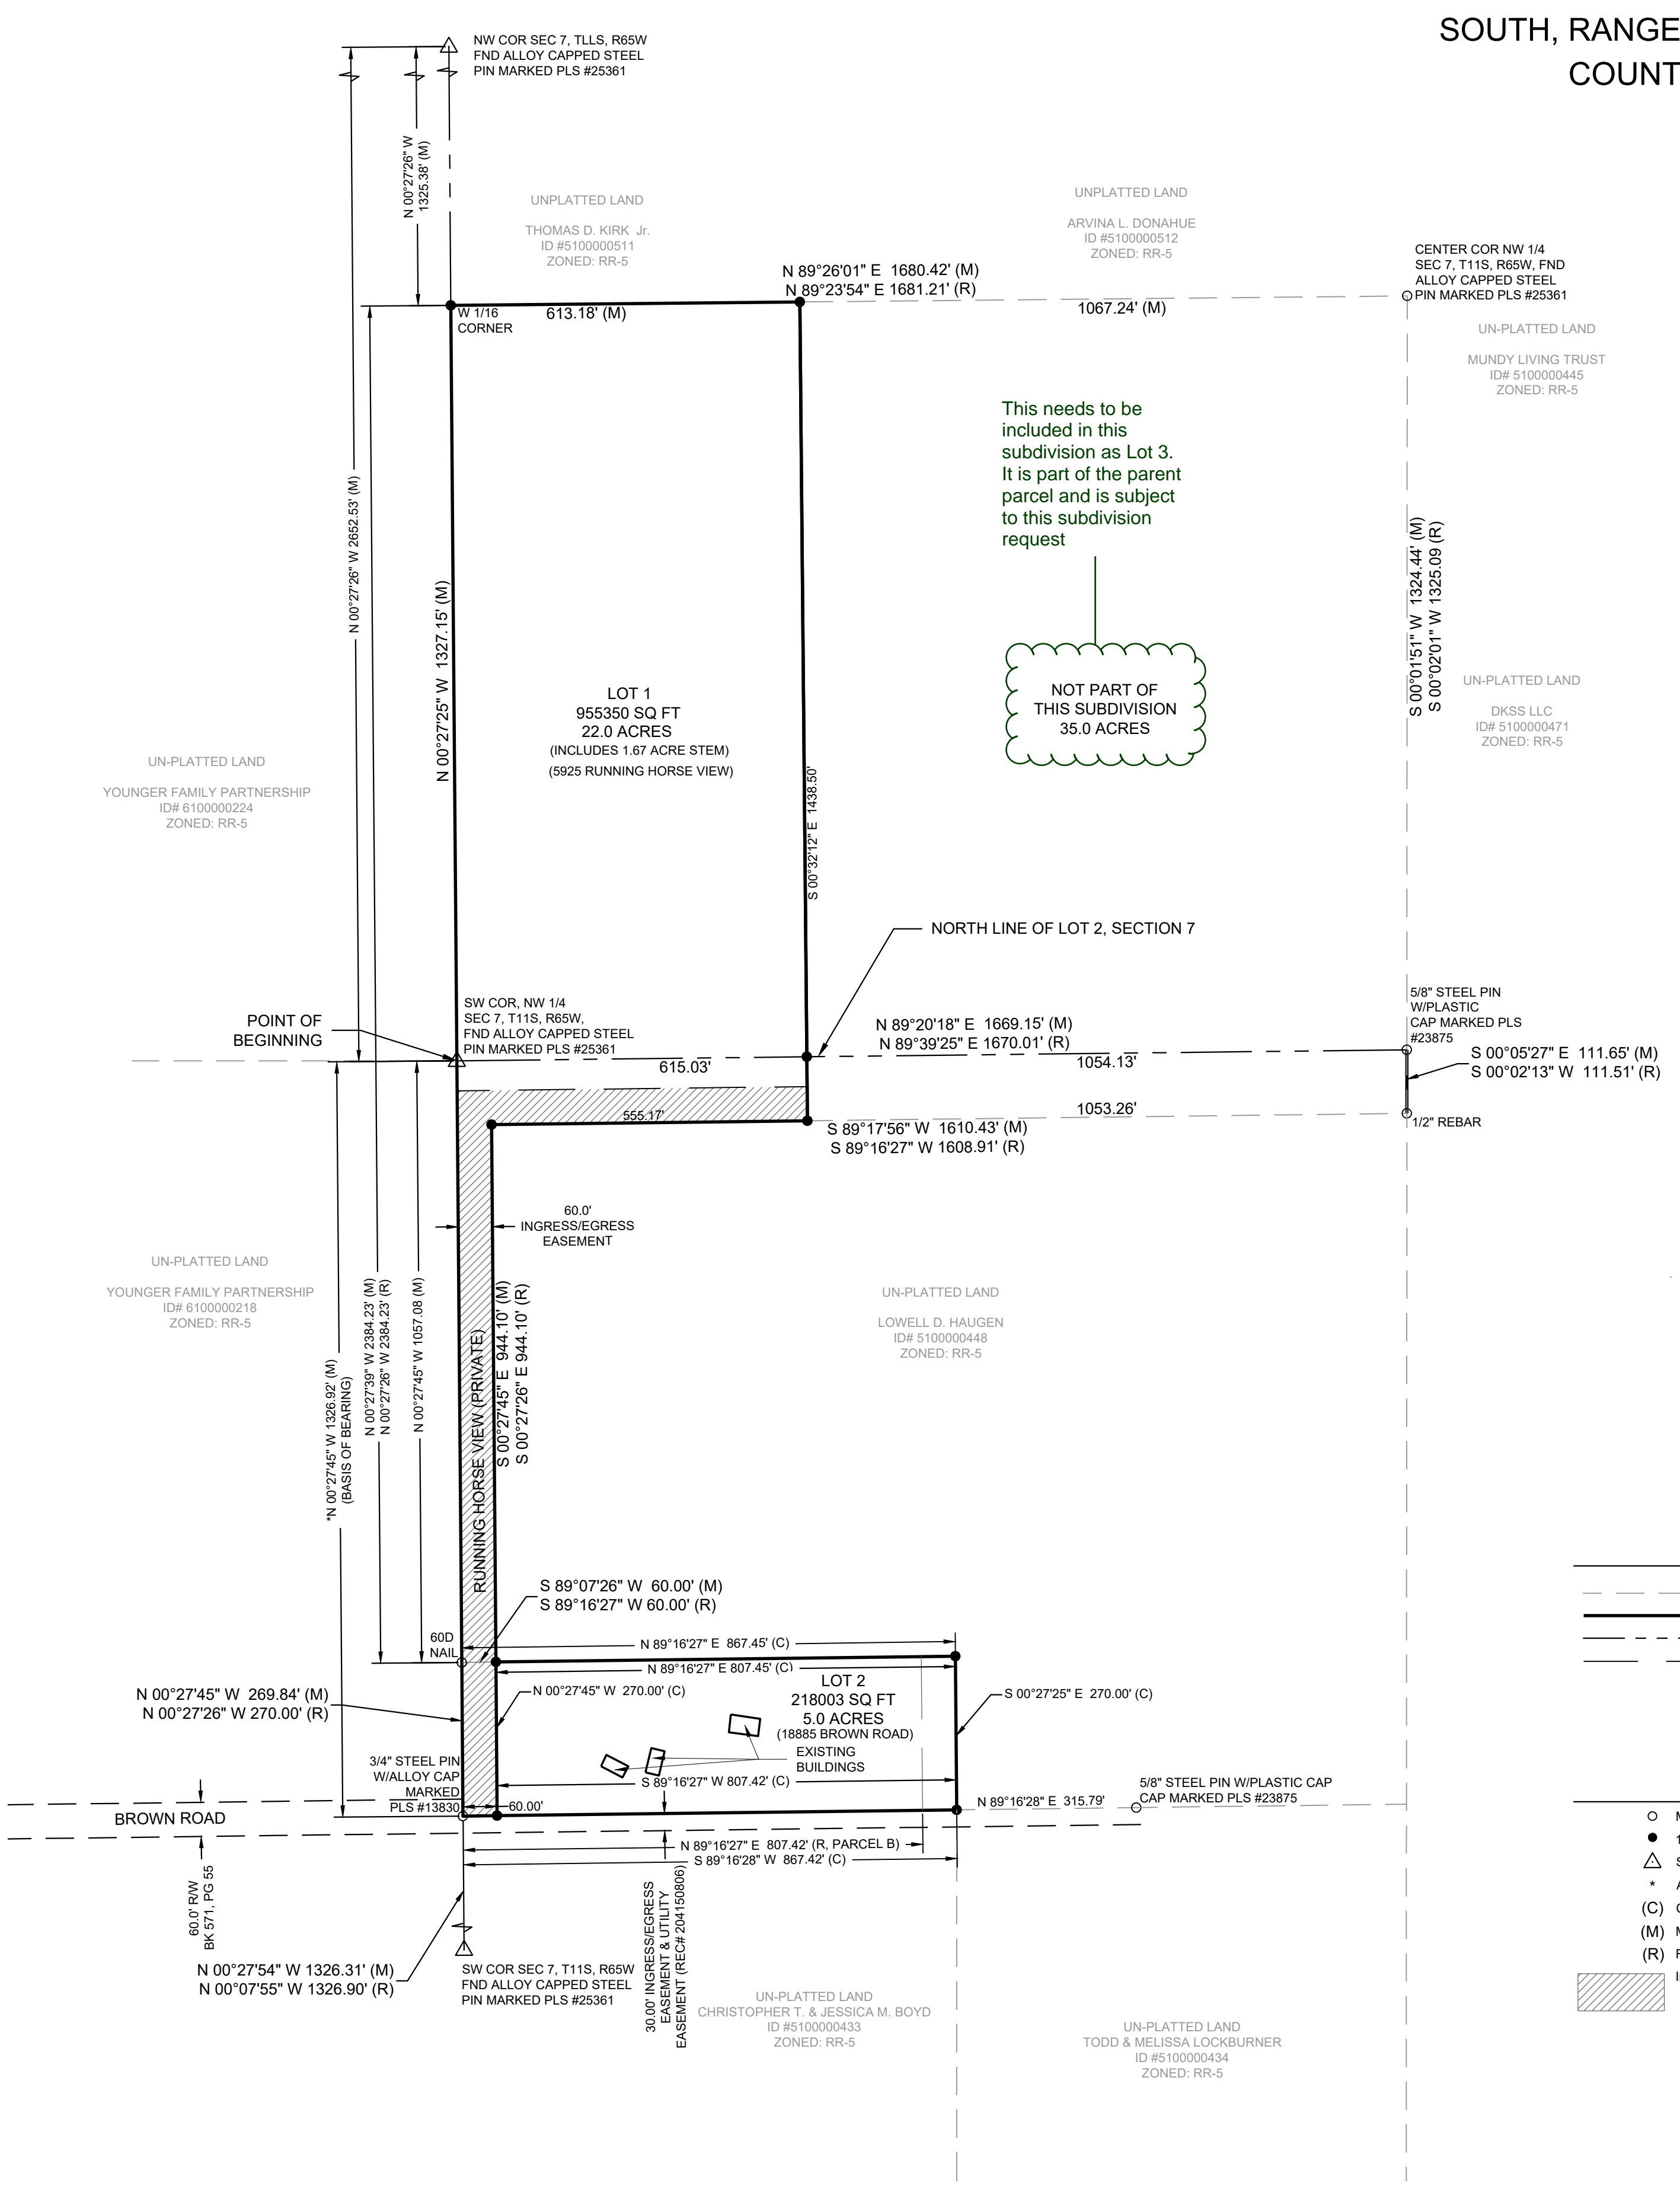 SOUTH, RANGE
COUNT
NW COR SEC 7, TLLS, R65W
FND ALLOY CAPPED STEEL
PIN MARKED PLS #25361
N 00°27'26" W
1325.38' (M)
UNPLATTED LAND
THOMAS D. KIRK Jr.
ID #5100000511
ZONED: RR-5
UNPLATTED LAND
ARVINA L. DONAHUE
ID #5100000512
ZONED: RR-5
CENTER COR NW 1/4
SEC 7, T11S, R65W, FND
ALLOY CAPPED STEEL
PIN MARKED PLS #25361
N 89°26'01" E 1680.42' (M)
N 89°23'54" E 1681.21' (R)
W 1/16
CORNER
613.18' (M)
1067.24' (M)
UN-PLATTED LAND
MUNDY LIVING TRUST
ID# 5100000445
ZONED: RR-5
This needs to be
included in this
subdivision as Lot 3.
It is part of the parent
parcel and is subject
to this subdivision
request
N 00°27'26" W 2652.53' (M)
N 00°27'25" W 1327.15' (M)
S 00°01'51" W 1324.44' (M)
S 00°02'01" W 1325.09 (R)
LOT 1
955350 SQ FT
22.0 ACRES
(INCLUDES 1.67 ACRE STEM)
(5925 RUNNING HORSE VIEW)
NOT PART OF
THIS SUBDIVISION
35.0 ACRES
UN-PLATTED LAND
DKSS LLC
ID# 5100000471
ZONED: RR-5
UN-PLATTED LAND
YOUNGER FAMILY PARTNERSHIP
ID# 6100000224
ZONED: RR-5
S 00°32'12" E 1438.50'
NORTH LINE OF LOT 2, SECTION 7
POINT OF
BEGINNING
SW COR, NW 1/4
SEC 7, T11S, R65W,
FND ALLOY CAPPED STEEL
PIN MARKED PLS #25361
N 89°20'18" E 1669.15' (M)
N 89°39'25" E 1670.01' (R)
5/8" STEEL PIN
W/PLASTIC
CAP MARKED PLS
#23875
S 00°05'27" E 111.65' (M)
S 00°02'13" W 111.51' (R)
615.03'
1054.13'
555.17'
1053.26'
1/2" REBAR
S 89°17'56" W 1610.43' (M)
S 89°16'27" W 1608.91' (R)
60.0'
INGRESS/EGRESS
EASEMENT
UN-PLATTED LAND
YOUNGER FAMILY PARTNERSHIP
ID# 6100000218
ZONED: RR-5
UN-PLATTED LAND
LOWELL D. HAUGEN
ID# 5100000448
ZONED: RR-5
*N 00°27'45" W 1326.92' (M)
(BASIS OF BEARING)
N 00°27'39" W 2384.23' (M)
N 00°27'26" W 2384.23' (R)
N 00°27'45" W 1057.08 (M)
RUNNING HORSE VIEW (PRIVATE)
S 00°27'45" E 944.10' (M)
S 00°27'26" E 944.10' (R)
S 89°07'26" W 60.00' (M)
S 89°16'27" W 60.00' (R)
60D
NAIL
N 89°16'27" E 867.45' (C)
N 89°16'27" E 807.45' (C)
N 00°27'45" W 269.84' (M)
N 00°27'26" W 270.00' (R)
N 00°27'45" W 270.00' (C)
LOT 2
218003 SQ FT
5.0 ACRES
(18885 BROWN ROAD)
S 00°27'25" E 270.00' (C)
EXISTING
BUILDINGS
3/4" STEEL PIN
W/ALLOY CAP
MARKED
PLS #13830
S 89°16'27" W 807.42' (C)
60.00'
N 89°16'28" E 315.79'
5/8" STEEL PIN W/PLASTIC CAP
CAP MARKED PLS #23875
BROWN ROAD
N 89°16'27" E 807.42' (R, PARCEL B)
S 89°16'28" W 867.42' (C)
60.0' R/W
BK 571, PG 55
30.00' INGRESS/EGRESS
EASEMENT & UTILITY
EASEMENT (REC# 204150806)
N 00°27'54" W 1326.31' (M)
N 00°07'55" W 1326.90' (R)
SW COR SEC 7, T11S, R65W
FND ALLOY CAPPED STEEL
PIN MARKED PLS #25361
UN-PLATTED LAND
CHRISTOPHER T. & JESSICA M. BOYD
ID #5100000433
ZONED: RR-5
UN-PLATTED LAND
TODD & MELISSA LOCKBURNER
ID #5100000434
ZONED: RR-5
*
(C)
(M)
(R)